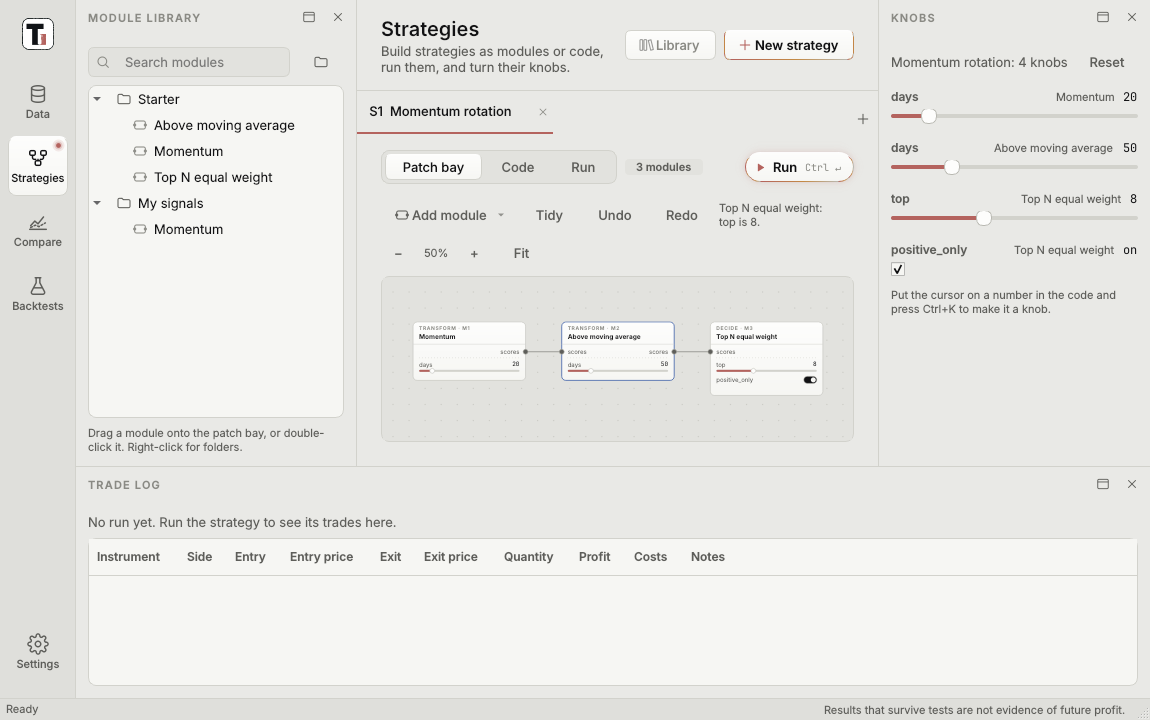 MODULE LIBRARY
Search modules
Starter
Above moving average
Momentum
Top N equal weight
My signals
Momentum
Drag a module onto the patch bay, or double-
click it. Right-click for folders.
Data
Strategies
Compare
Backtests
Settings
Strategies
Build strategies as modules or code,
run them, and turn their knobs.
Library
New strategy
S1 Momentum rotation
Patch bay
Code
Run
3 modules
Run Ctrl ↵
Add module
Tidy
Undo
Redo
Top N equal weight:
top is 8.
− 50% +
Fit
TRANSFORM · M1
Momentum
scores
days 20
TRANSFORM · M2
Above moving average
scores scores
days 50
DECIDE · M3
Top N equal weight
scores
top 8
positive_only
KNOBS
Momentum rotation: 4 knobs
Reset
days Momentum 20
days Above moving average 50
top Top N equal weight 8
positive_only Top N equal weight on
Put the cursor on a number in the code and
press Ctrl+K to make it a knob.
TRADE LOG
No run yet. Run the strategy to see its trades here.
Instrument Side Entry Entry price Exit Exit price Quantity Profit Costs Notes
Ready
Results that survive tests are not evidence of future profit.